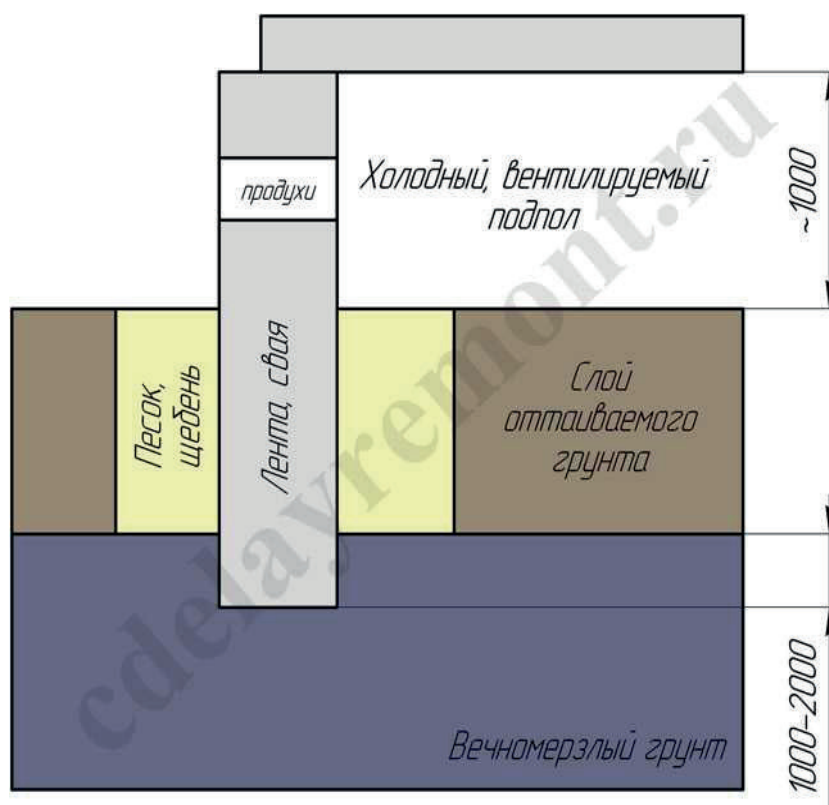 продухи
Холодный, вентилируемый
подпол
~1000
Песок,
щебень
Лента, свая
Слой
оттаиваемого
грунта
1000-2000
Вечномерзлый грунт
cdelayremont.ru